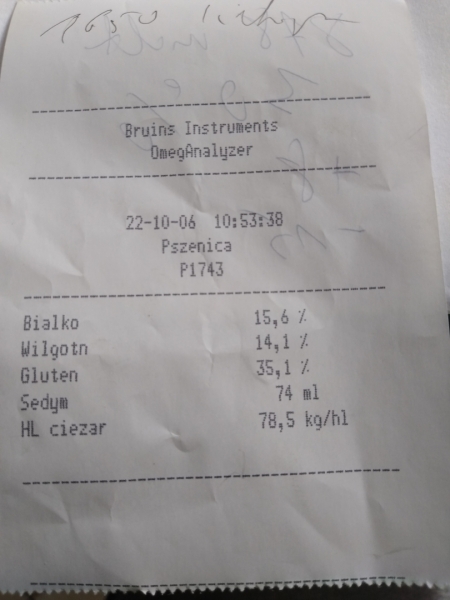 Bruins Instruments
OmegAnalyzer
22-10-06 10:53:38
Pszenica
P1743
Bialko 15,6 %
Wilgotn 14,1 %
Gluten 35,1 %
Sedym 74 ml
HL ciezar 78,5 kg/hl